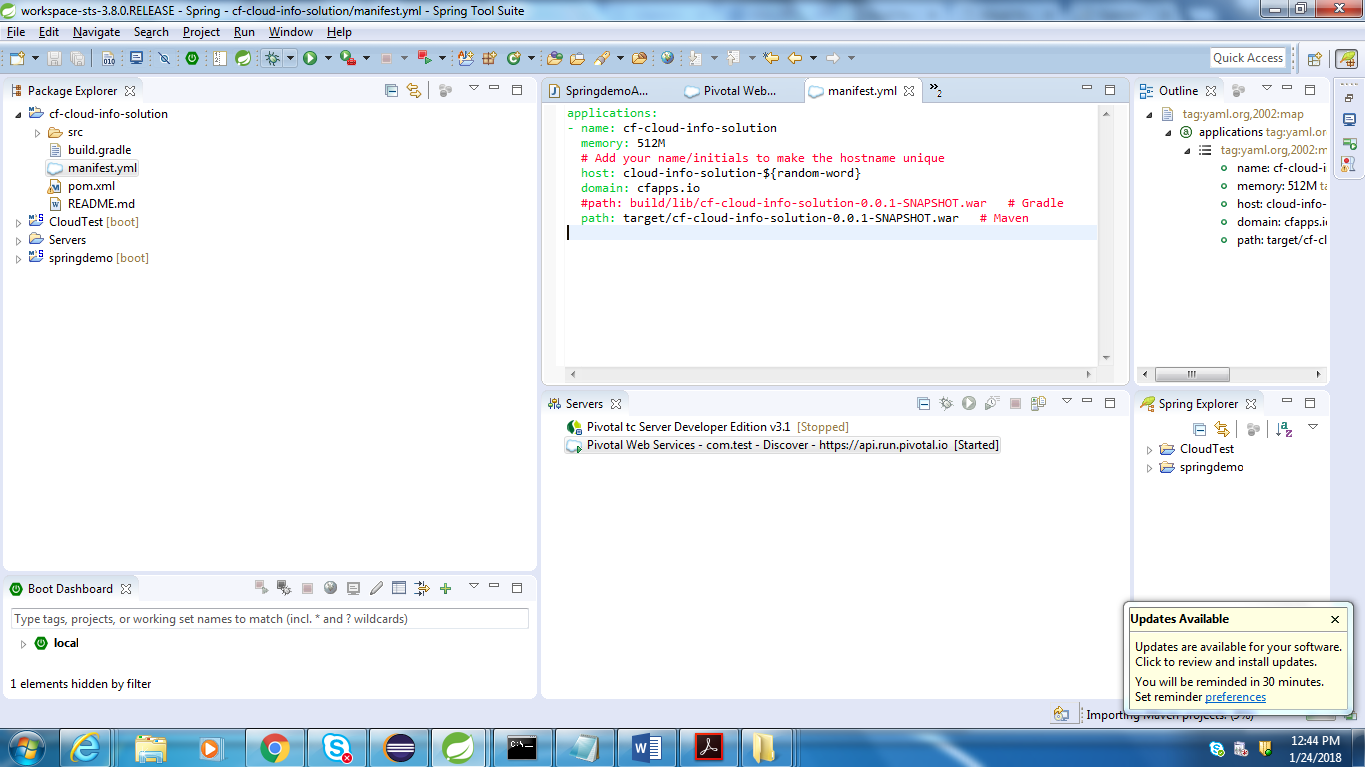 workspace-sts-3.8.0.RELEASE - Spring - cf-cloud-info-solution/manifest.yml - Spring Tool Suite
File Edit Navigate Search Project Run Window Help
Quick Access
Package Explorer
cf-cloud-info-solution
src
build.gradle
manifest.yml
pom.xml
README.md
CloudTest [boot]
Servers
springdemo [boot]
SpringdemoA... Pivotal Web... manifest.yml »2
applications:
- name: cf-cloud-info-solution
memory: 512M
# Add your name/initials to make the hostname unique
host: cloud-info-solution-${random-word}
domain: cfapps.io
#path: build/lib/cf-cloud-info-solution-0.0.1-SNAPSHOT.war # Gradle
path: target/cf-cloud-info-solution-0.0.1-SNAPSHOT.war # Maven
Outline
tag:yaml.org,2002:map
applications tag:yaml.or
tag:yaml.org,2002:m
name: cf-cloud-i
memory: 512M ta
host: cloud-info-
domain: cfapps.i
path: target/cf-cl
Servers
Pivotal tc Server Developer Edition v3.1 [Stopped]
Pivotal Web Services - com.test - Discover - https://api.run.pivotal.io [Started]
Spring Explorer
CloudTest
springdemo
Boot Dashboard
Type tags, projects, or working set names to match (incl. * and ? wildcards)
local
1 elements hidden by filter
Updates Available
Updates are available for your software.
Click to review and install updates.
You will be reminded in 30 minutes.
Set reminder preferences
Importing Maven projects:
12:44 PM
1/24/2018